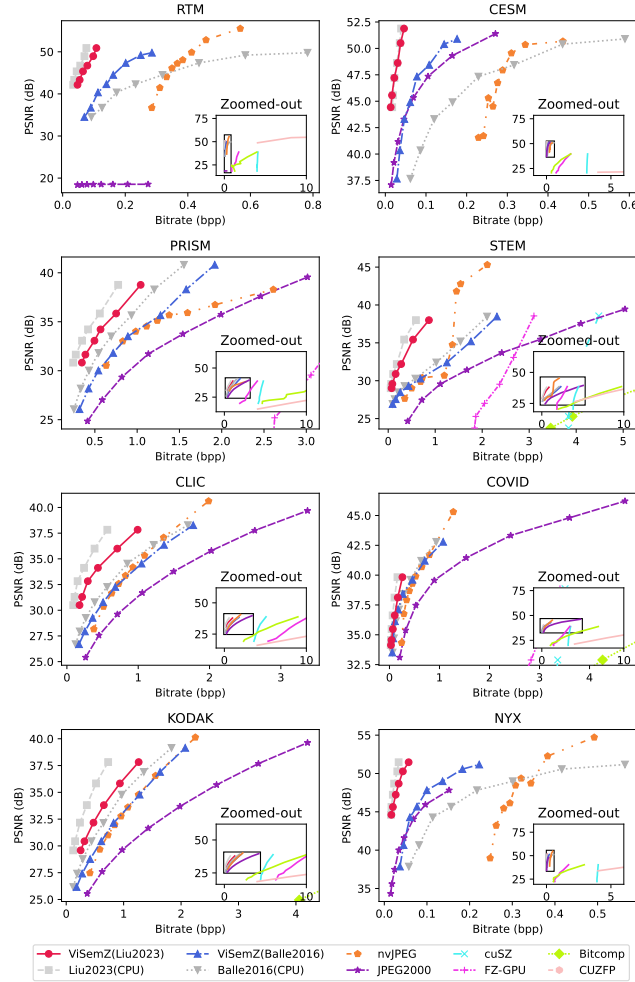 RTM
CESM
PSNR (dB)
50
40
30
20
Zoomed-out
75
50
25
0
10
0.0
0.2
0.4
0.6
0.8
Bitrate (bpp)
PSNR (dB)
52.5
50.0
47.5
45.0
42.5
40.0
37.5
Zoomed-out
75
50
25
0
5
0.0
0.1
0.2
0.3
0.4
0.5
0.6
Bitrate (bpp)
PRISM
STEM
PSNR (dB)
40
35
30
25
Zoomed-out
50
25
0
10
0.5
1.0
1.5
2.0
2.5
3.0
Bitrate (bpp)
PSNR (dB)
45
40
35
30
25
Zoomed-out
50
25
0
10
0
1
2
3
4
5
Bitrate (bpp)
CLIC
COVID
PSNR (dB)
40.0
37.5
35.0
32.5
30.0
27.5
25.0
Zoomed-out
50
25
0
10
0
1
2
3
Bitrate (bpp)
PSNR (dB)
45.0
42.5
40.0
37.5
35.0
32.5
Zoomed-out
50
25
0
10
0
1
2
3
4
Bitrate (bpp)
KODAK
NYX
PSNR (dB)
40.0
37.5
35.0
32.5
30.0
27.5
25.0
Zoomed-out
50
25
0
10
0
1
2
3
4
Bitrate (bpp)
PSNR (dB)
55
50
45
40
35
Zoomed-out
75
50
25
0
5
0.0
0.1
0.2
0.3
0.4
0.5
Bitrate (bpp)
ViSemZ(Liu2023)
ViSemZ(Balle2016)
nvJPEG
cuSZ
Bitcomp
Liu2023(CPU)
Balle2016(CPU)
JPEG2000
FZ-GPU
CUZFP